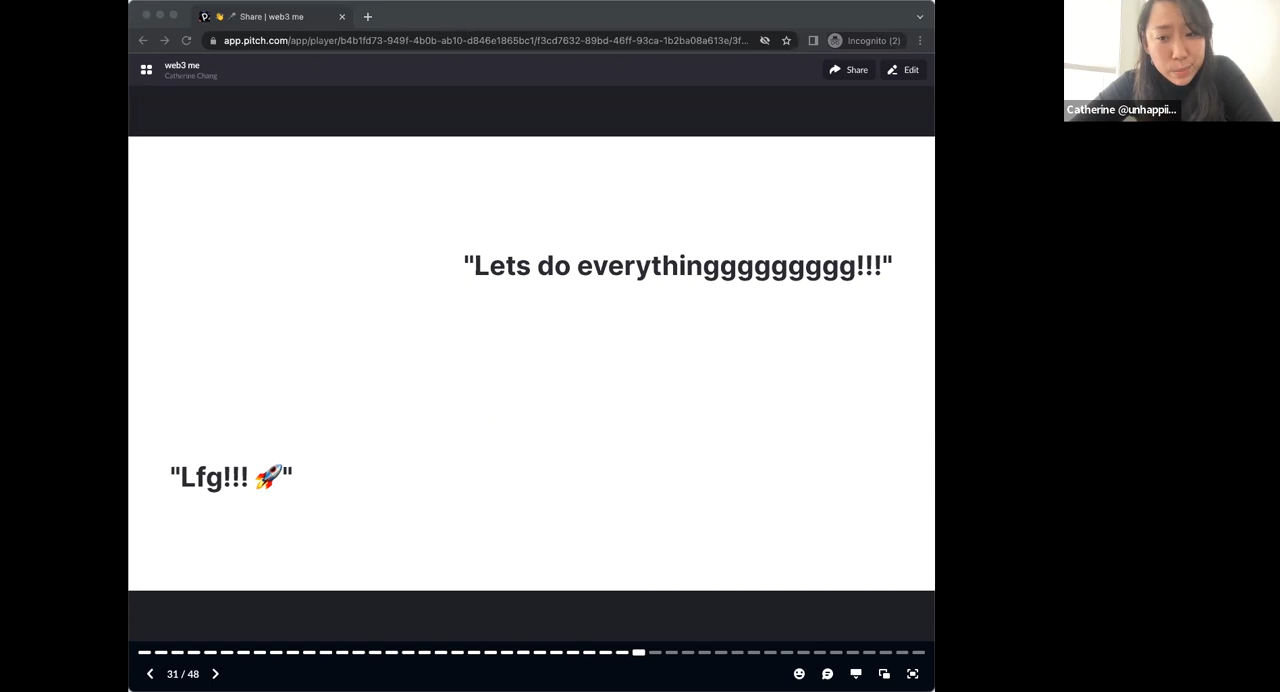 👋 🎤 Share | web3 me
app.pitch.com/app/player/b4b1fd73-949f-4b0b-ab10-d846e1865bc1/f3cd7632-89bd-46ff-93ca-1b2ba08a613e/3f...
Incognito (2)
web3 me
Catherine Chang
Share
Edit
Catherine @unhappii...
"Lets do everythinggggggggg!!!"
"Lfg!!! 🚀"
31 / 48